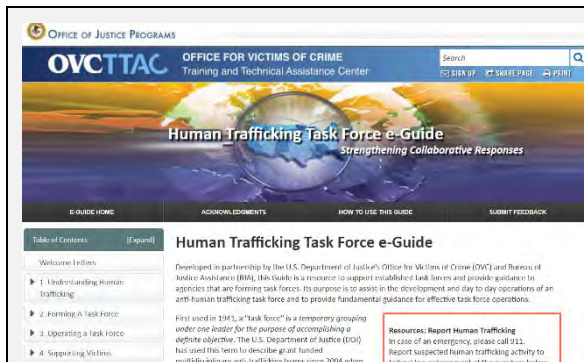 OFFICE OF JUSTICE PROGRAMS
OVCTTAC
OFFICE FOR VICTIMS OF CRIME
Training and Technical Assistance Center
Search
SIGN UP SHARE PAGE PRINT
Human Trafficking Task Force e-Guide
Strengthening Collaborative Responses
E-GUIDE HOME ACKNOWLEDGMENTS HOW TO USE THIS GUIDE SUBMIT FEEDBACK
Table of Contents [Expand]
Welcome Letters
1. Understanding Human
Trafficking
2. Forming A Task Force
3. Operating a Task Force
4. Supporting Victims
Human Trafficking Task Force e-Guide
Developed in partnership by the U.S. Department of Justice's Office for Victims of Crime (OVC) and Bureau of
Justice Assistance (BJA), this Guide is a resource to support established task forces and provide guidance to
agencies that are forming task forces. Its purpose is to assist in the development and day to day operations of an
anti-human trafficking task force and to provide fundamental guidance for effective task force operations.
First used in 1941, a "task force" is a temporary grouping
under one leader for the purpose of accomplishing a
definite objective. The U.S. Department of Justice (DOJ)
has used this term to describe grant funded
multidisciplinary anti-trafficking teams since 2004 when
Resources: Report Human Trafficking
In case of an emergency, please call 911.
Report suspected human trafficking activity to